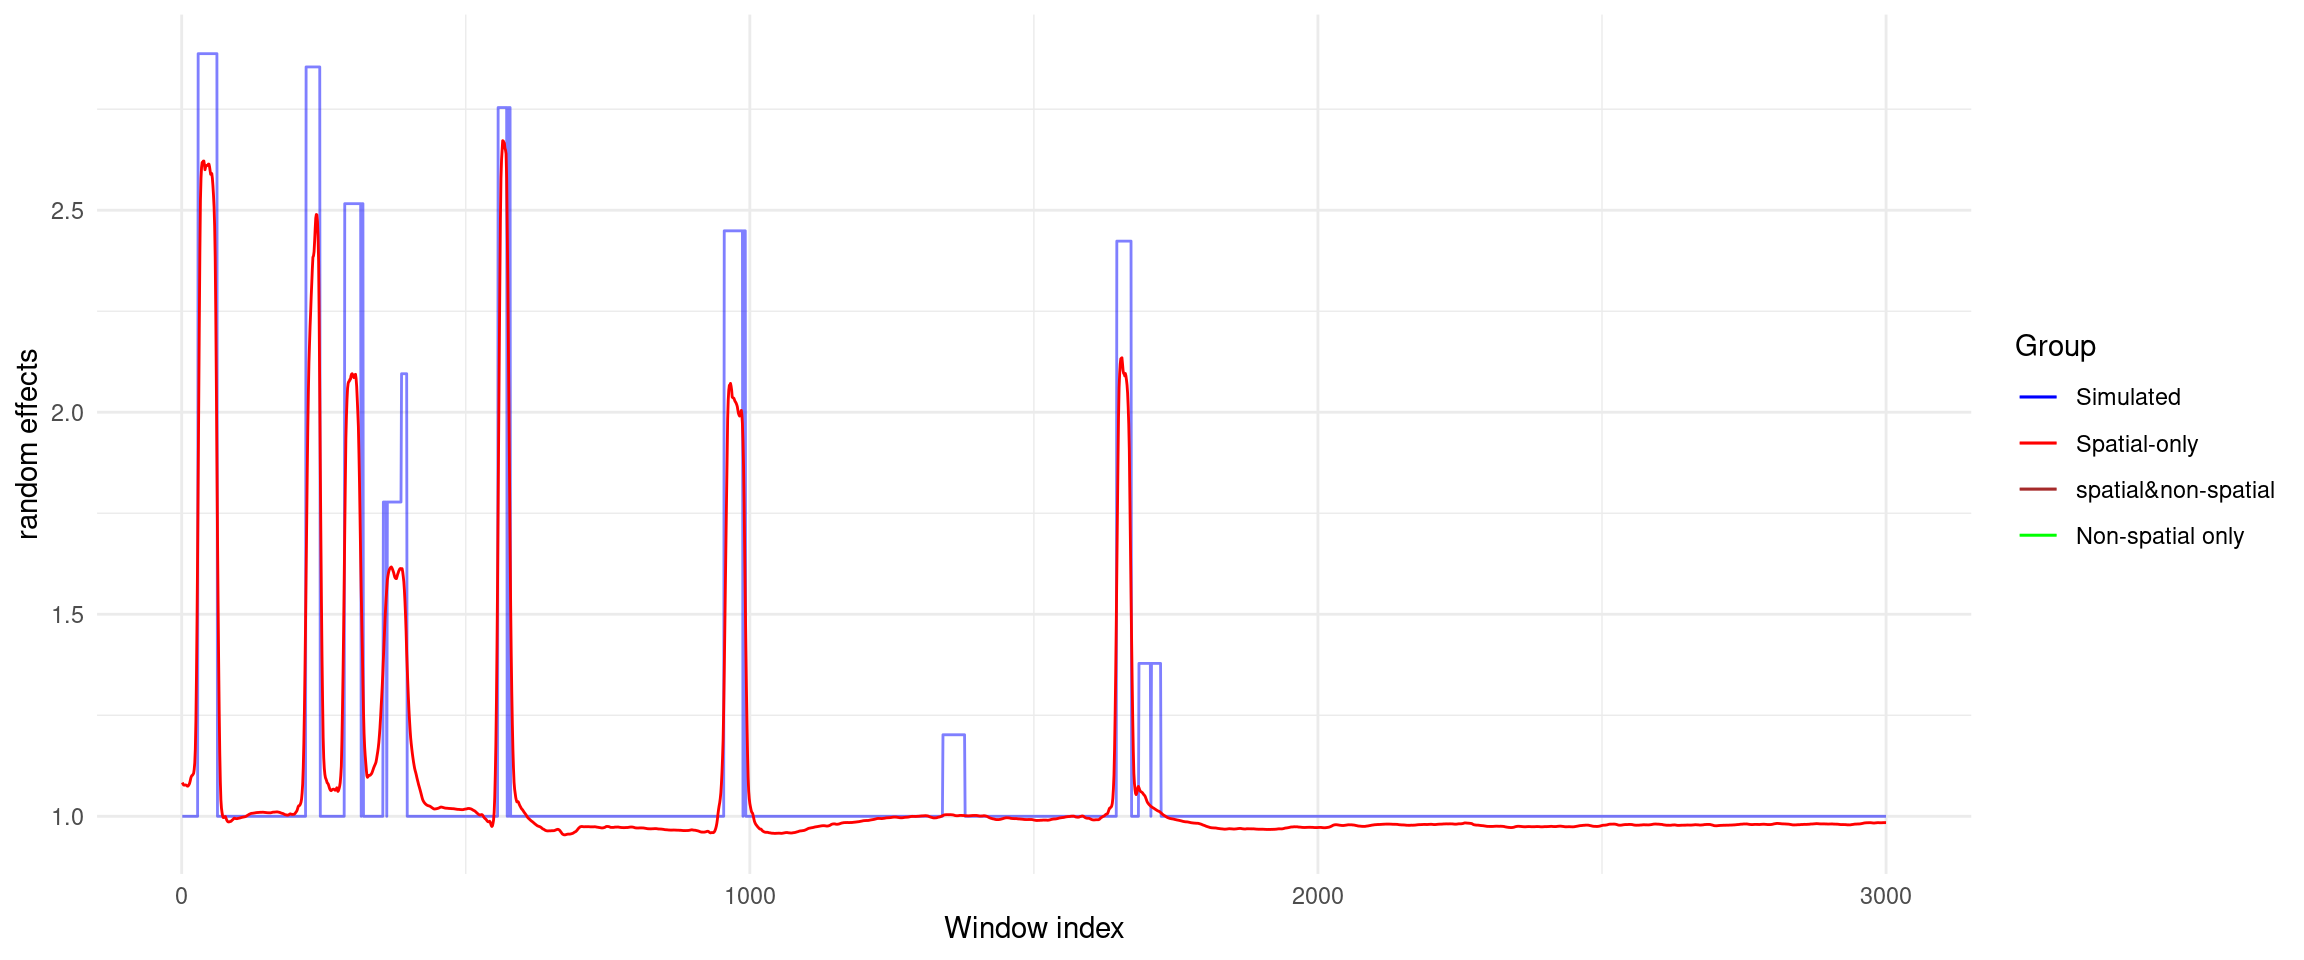 random effects
2.5
2.0
1.5
1.0
0
1000
2000
3000
Window index
Group
Simulated
Spatial-only
spatial&non-spatial
Non-spatial only